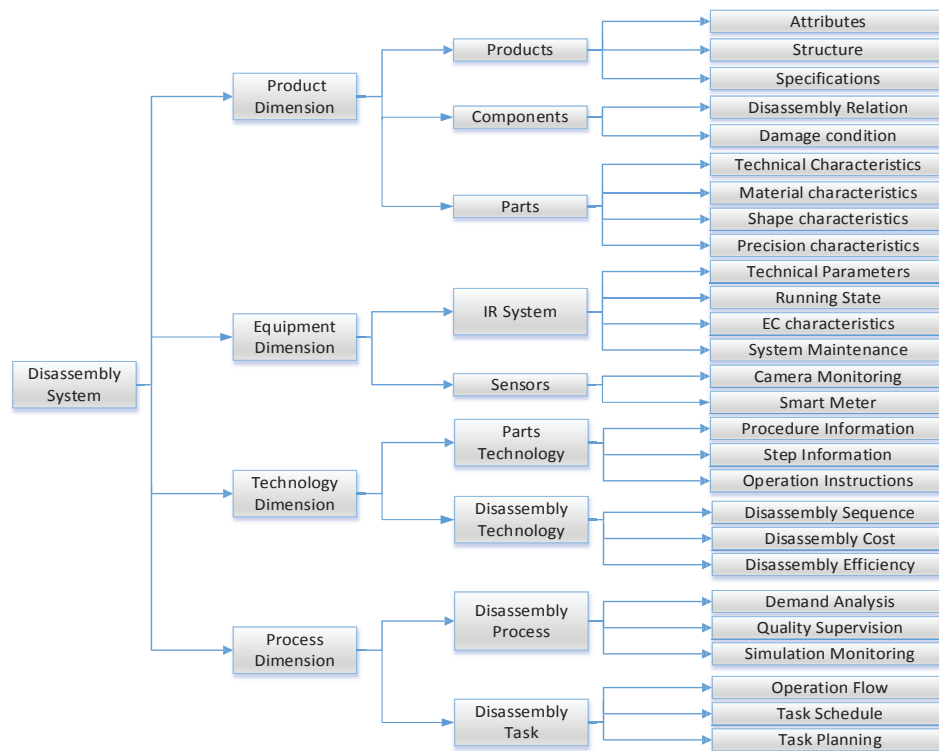 Disassembly
System
Product
Dimension
Products
Attributes
Structure
Specifications
Components
Disassembly Relation
Damage condition
Parts
Technical Characteristics
Material characteristics
Shape characteristics
Precision characteristics
Equipment
Dimension
IR System
Technical Parameters
Running State
EC characteristics
System Maintenance
Sensors
Camera Monitoring
Smart Meter
Technology
Dimension
Parts
Technology
Procedure Information
Step Information
Operation Instructions
Disassembly
Technology
Disassembly Sequence
Disassembly Cost
Disassembly Efficiency
Process
Dimension
Disassembly
Process
Demand Analysis
Quality Supervision
Simulation Monitoring
Disassembly
Task
Operation Flow
Task Schedule
Task Planning